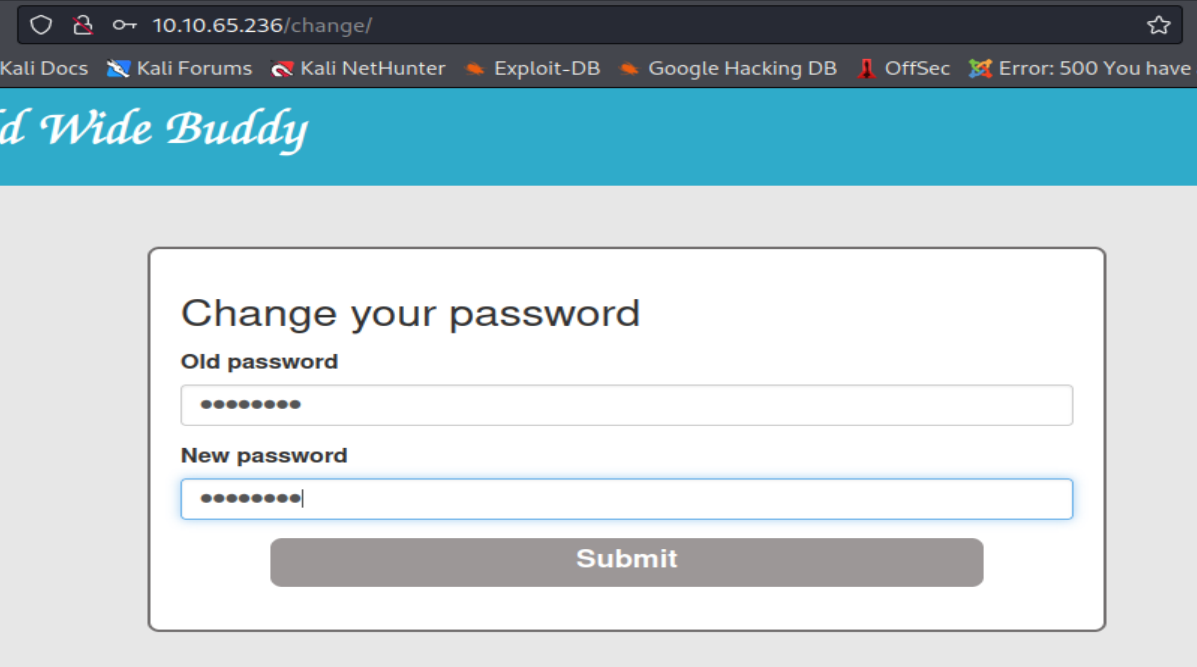 10.10.65.236/change/
Kali Docs Kali Forums Kali NetHunter Exploit-DB Google Hacking DB OffSec Error: 500 You have
d Wide Buddy
Change your password
Old password
New password
Submit